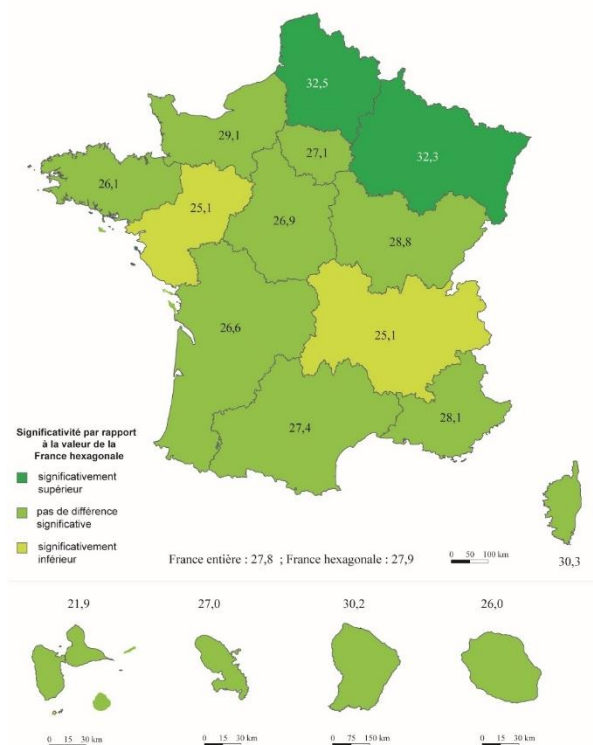 32,5
29,1
27,1
32,3
26,1
25,1
26,9
28,8
26,6
25,1
27,4
28,1
Significativité par rapport
à la valeur de la
France hexagonale
significativement
supérieur
pas de différence
significative
significativement
inférieur
France entière : 27,8 ; France hexagonale : 27,9
0 50 100 km
30,3
21,9
27,0
30,2
26,0
0 15 30 km
0 15 30 km
0 75 150 km
0 15 30 km